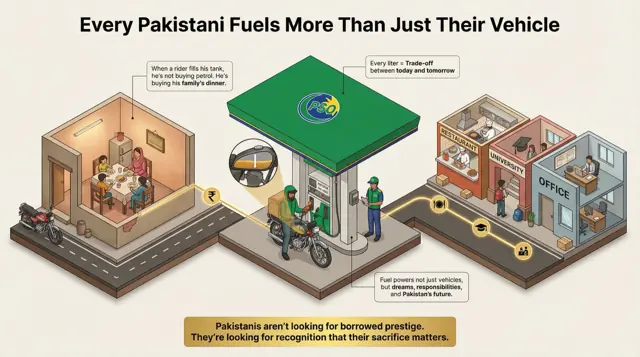 Every Pakistani Fuels More Than Just Their Vehicle
When a rider fills his tank,
he's not buying petrol. He's
buying his family's dinner.
Every liter = Trade-off
between today and tomorrow
PSO
RESTAURANT
UNIVERSITY
OFFICE
₹
Fuel powers not just vehicles,
but dreams, responsibilities,
and Pakistan's future.
Pakistanis aren't looking for borrowed prestige.
They're looking for recognition that their sacrifice matters.